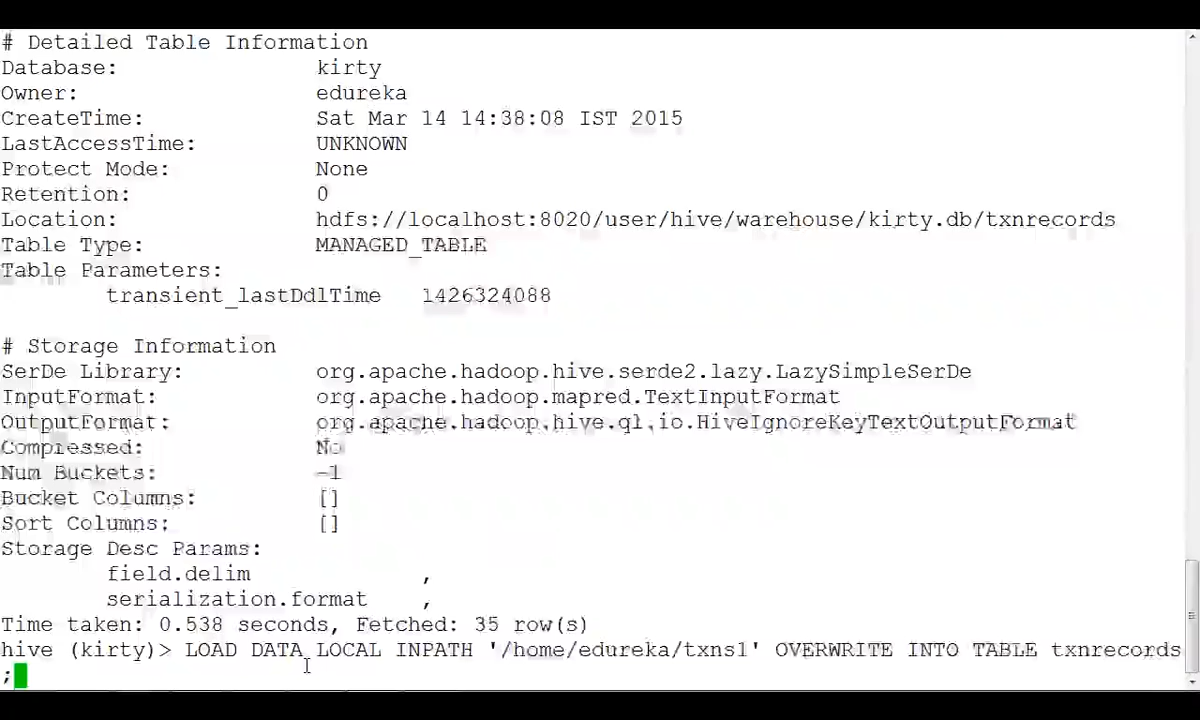 # Detailed Table Information
Database: kirty
Owner: edureka
CreateTime: Sat Mar 14 14:38:08 IST 2015
LastAccessTime: UNKNOWN
Protect Mode: None
Retention: 0
Location: hdfs://localhost:8020/user/hive/warehouse/kirty.db/txnrecords
Table Type: MANAGED_TABLE
Table Parameters:
transient_lastDdlTime 1426324088
# Storage Information
SerDe Library: org.apache.hadoop.hive.serde2.lazy.LazySimpleSerDe
InputFormat: org.apache.hadoop.mapred.TextInputFormat
OutputFormat: org.apache.hadoop.hive.ql.io.HiveIgnoreKeyTextOutputFormat
Compressed: No
Num Buckets: -1
Bucket Columns: []
Sort Columns: []
Storage Desc Params:
field.delim ,
serialization.format ,
Time taken: 0.538 seconds, Fetched: 35 row(s)
hive (kirty)> LOAD DATA LOCAL INPATH '/home/edureka/txns1' OVERWRITE INTO TABLE txnrecords
;